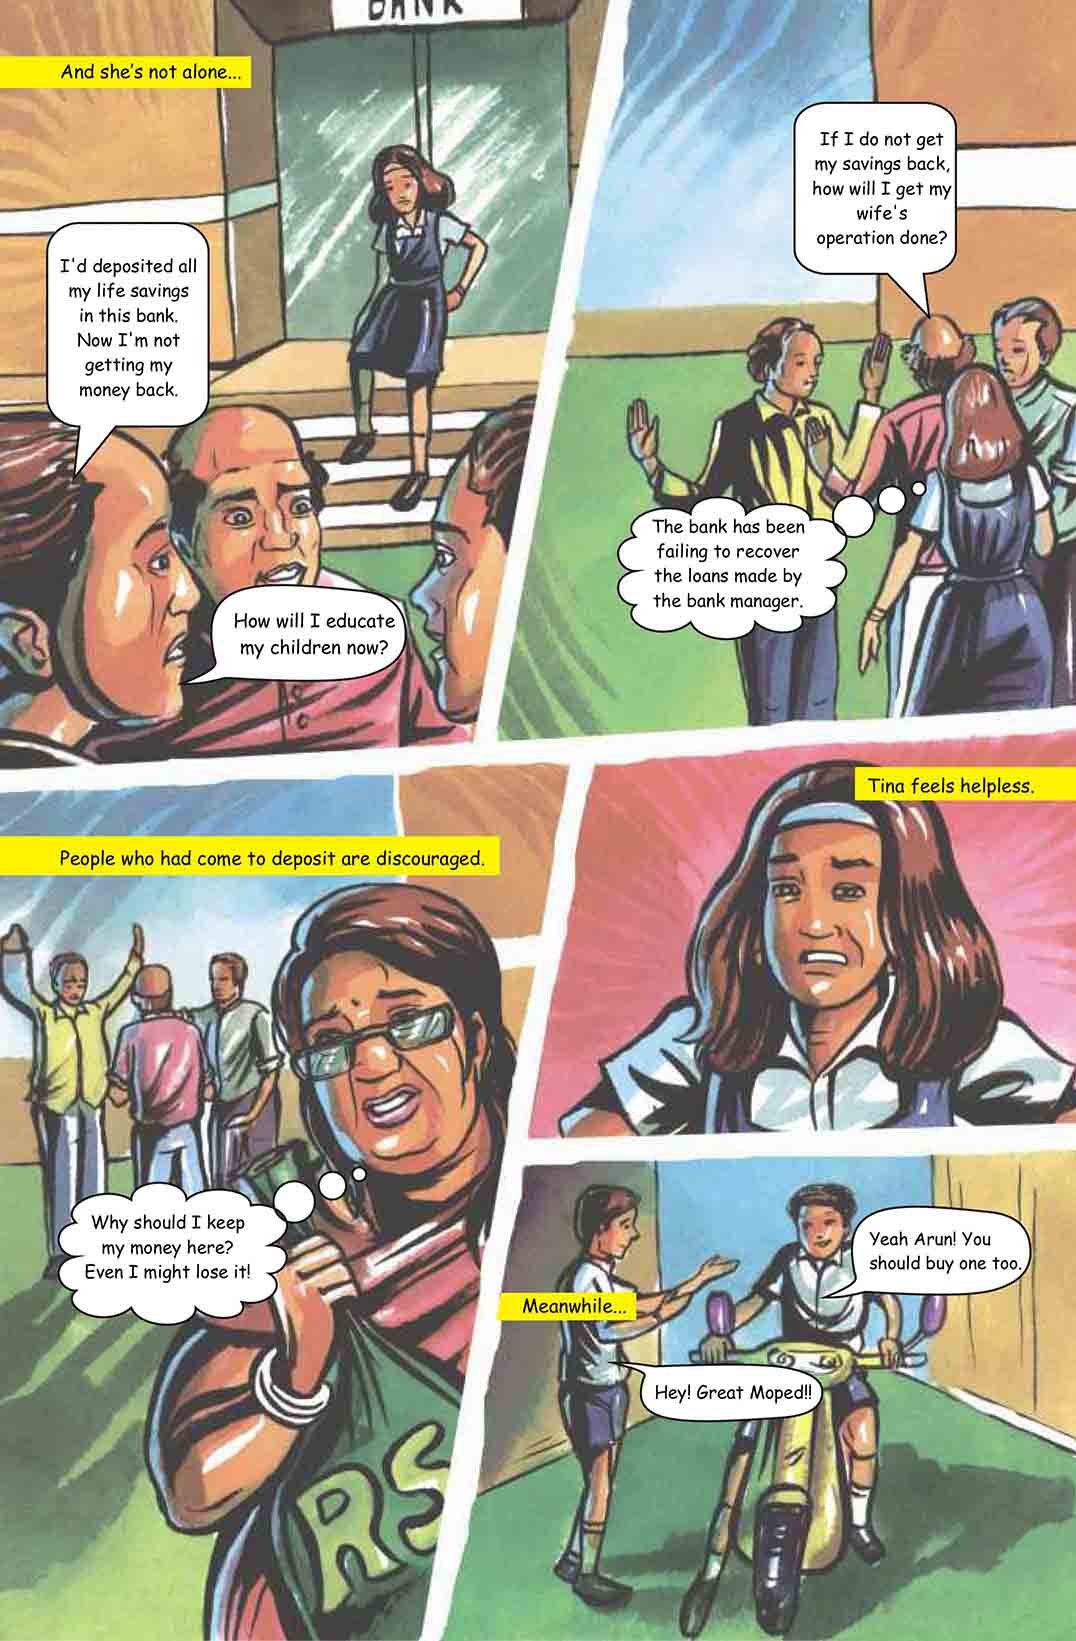 BANK
And she's not alone...
I'd deposited all
my life savings
in this bank.
Now I'm not
getting my
money back.
How will I educate
my children now?
If I do not get
my savings back,
how will I get my
wife's
operation done?
The bank has been
failing to recover
the loans made by
the bank manager.
People who had come to deposit are discouraged.
Why should I keep
my money here?
Even I might lose it!
RS
Tina feels helpless.
Meanwhile...
Hey! Great Moped!!
Yeah Arun! You
should buy one too.